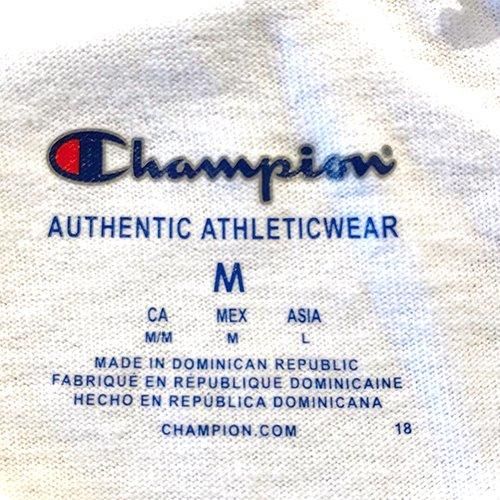 Champion
AUTHENTIC ATHLETICWEAR
M
CA MEX ASIA
M/M M L
MADE IN DOMINICAN REPUBLIC
FABRIQUÉ EN RÉPUBLIQUE DOMINICAINE
HECHO EN REPÚBLICA DOMINICANA
CHAMPION.COM 18